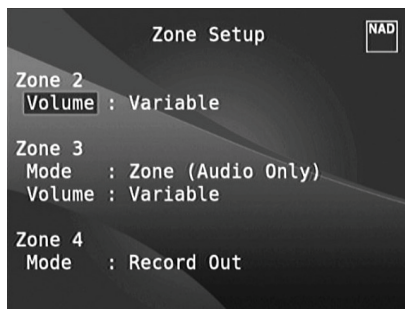 Zone Setup
NAD
Zone 2
Volume : Variable
Zone 3
Mode : Zone (Audio Only)
Volume : Variable
Zone 4
Mode : Record Out